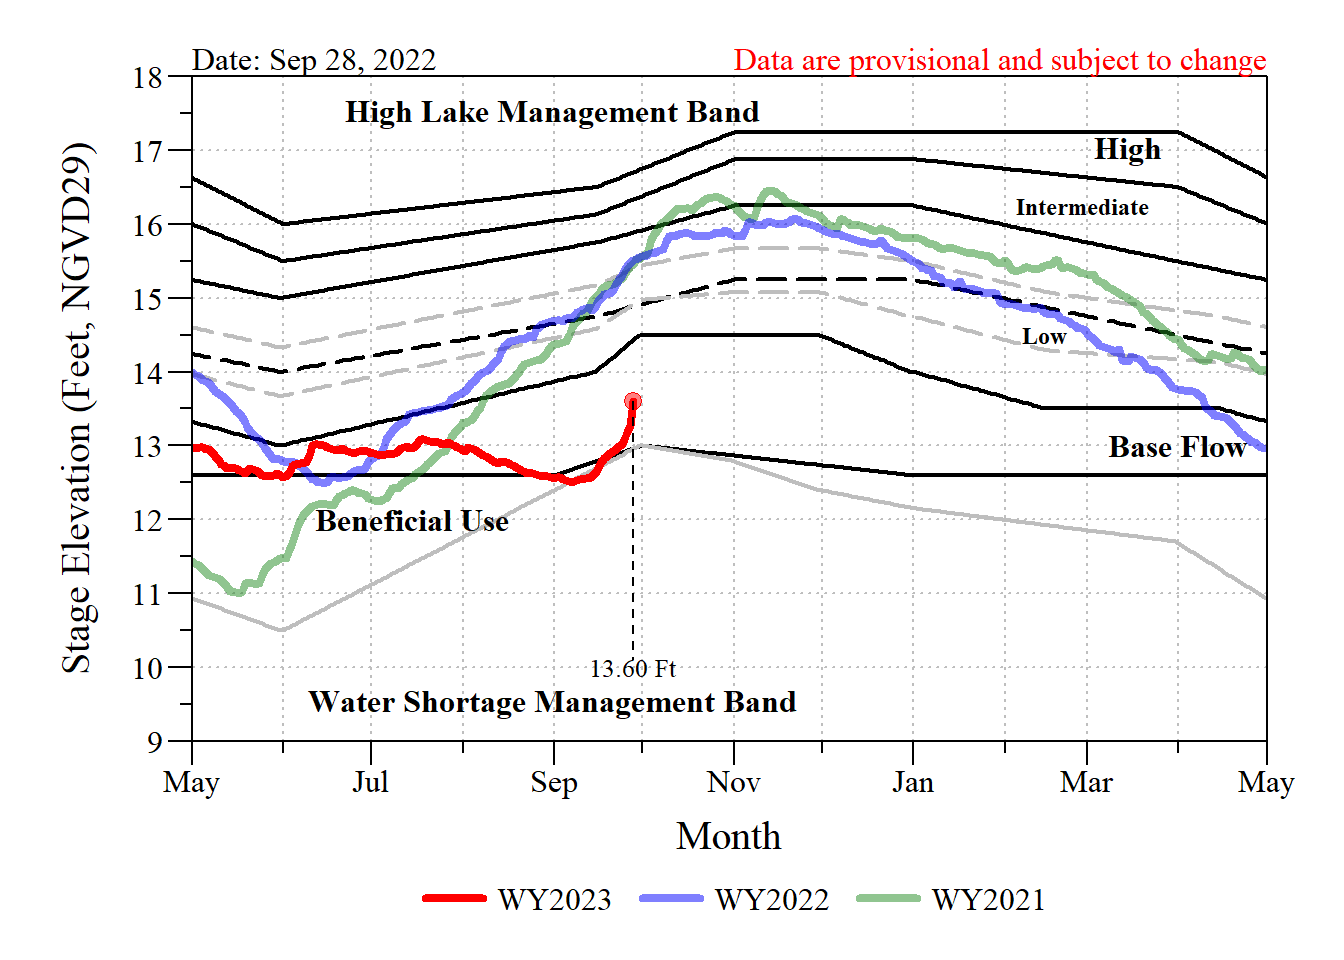 Date: Sep 28, 2022
Data are provisional and subject to change
18
17
16
15
14
13
12
11
10
9
Stage Elevation (Feet, NGVD29)
High Lake Management Band
High
Intermediate
Low
Base Flow
Beneficial Use
13.60 Ft
Water Shortage Management Band
May
Jul
Sep
Nov
Jan
Mar
May
Month
WY2023
WY2022
WY2021